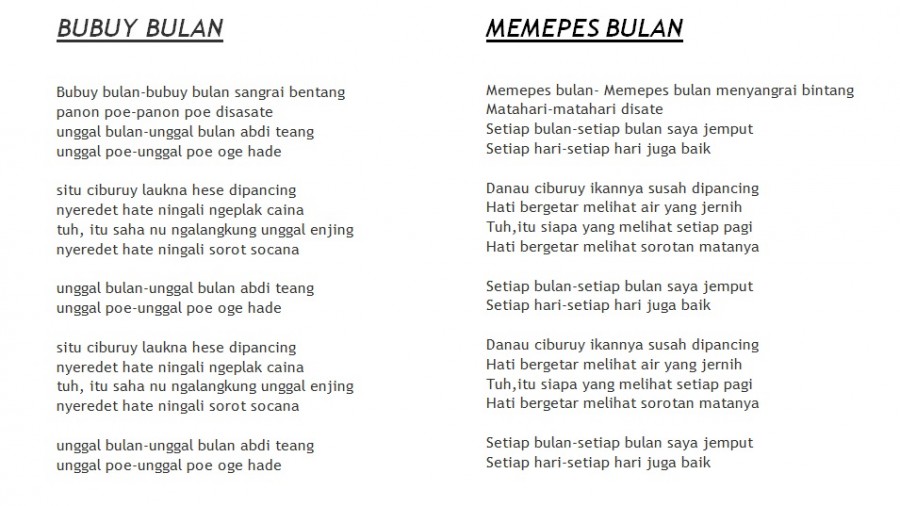 BUBUY BULAN
Bubuy bulan-bubuy bulan sangrai bentang
panon poe-panon poe disasate
unggal bulan-unggal bulan abdi teang
unggal poe-unggal poe oge hade
situ ciburuy laukna hese dipancing
nyeredet hate ningali ngeplak caina
tuh, itu saha nu ngalangkung unggal enjing
nyeredet hate ningali sorot socana
unggal bulan-unggal bulan abdi teang
unggal poe-unggal poe oge hade
situ ciburuy laukna hese dipancing
nyeredet hate ningali ngeplak caina
tuh, itu saha nu ngalangkung unggal enjing
nyeredet hate ningali sorot socana
unggal bulan-unggal bulan abdi teang
unggal poe-unggal poe oge hade
MEMEPES BULAN
Memepes bulan- Memepes bulan menyangrai bintang
Matahari-matahari disate
Setiap bulan-setiap bulan saya jemput
Setiap hari-setiap hari juga baik
Danau ciburuy ikannya susah dipancing
Hati bergetar melihat air yang jernih
Tuh,itu siapa yang melihat setiap pagi
Hati bergetar melihat sorotan matanya
Setiap bulan-setiap bulan saya jemput
Setiap hari-setiap hari juga baik
Danau ciburuy ikannya susah dipancing
Hati bergetar melihat air yang jernih
Tuh,itu siapa yang melihat setiap pagi
Hati bergetar melihat sorotan matanya
Setiap bulan-setiap bulan saya jemput
Setiap hari-setiap hari juga baik